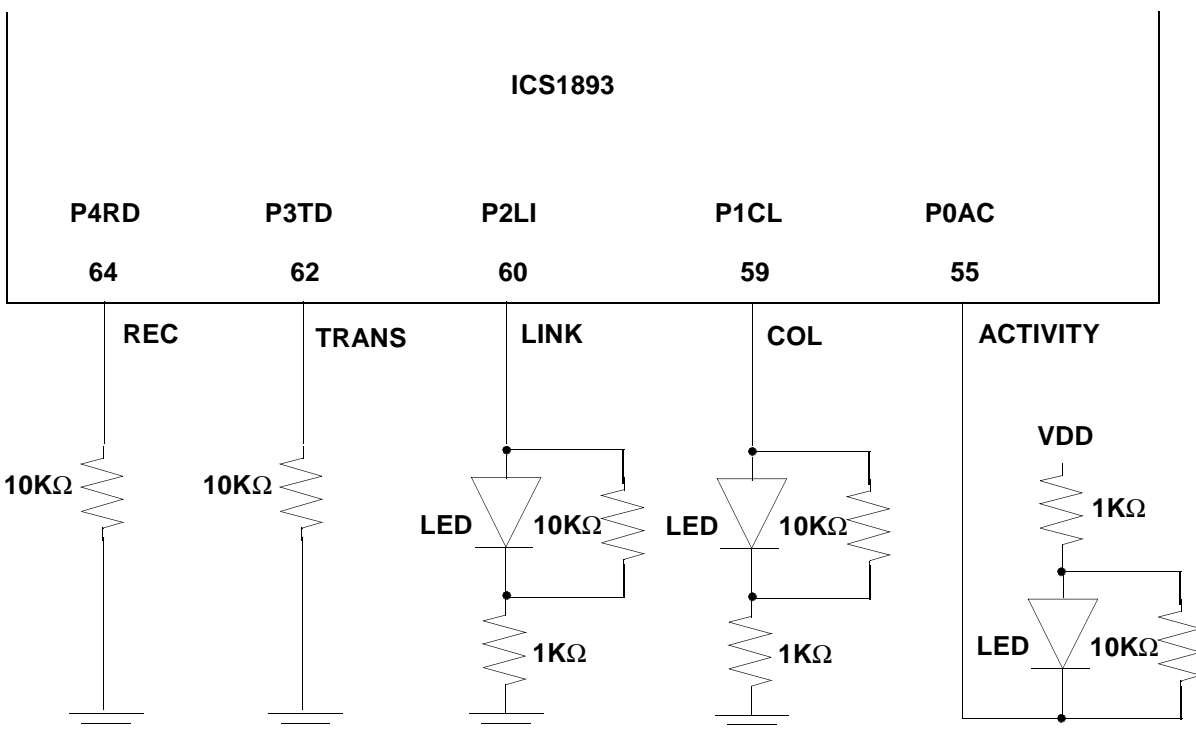 ICS1893
P4RD P3TD P2LI P1CL P0AC
64 62 60 59 55
REC TRANS LINK COL ACTIVITY
VDD
10KΩ 10KΩ LED 10KΩ LED 10KΩ 1KΩ
1KΩ 1KΩ LED 10KΩ